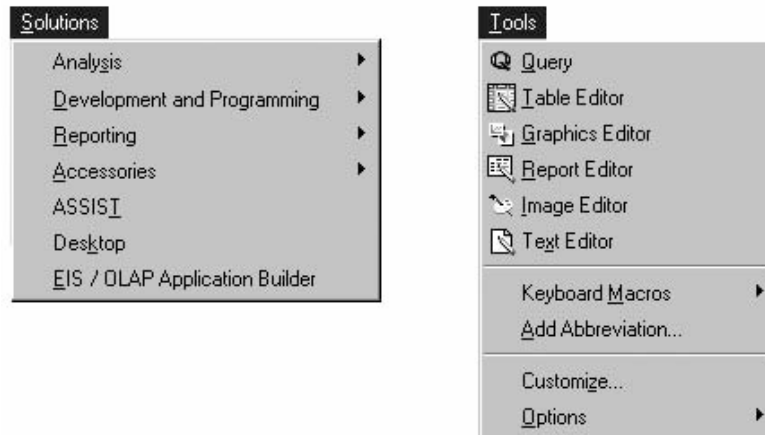 Solutions
Analysis
Development and Programming
Reporting
Accessories
ASSIST
Desktop
EIS / OLAP Application Builder
Tools
Query
Table Editor
Graphics Editor
Report Editor
Image Editor
Text Editor
Keyboard Macros
Add Abbreviation...
Customize...
Options